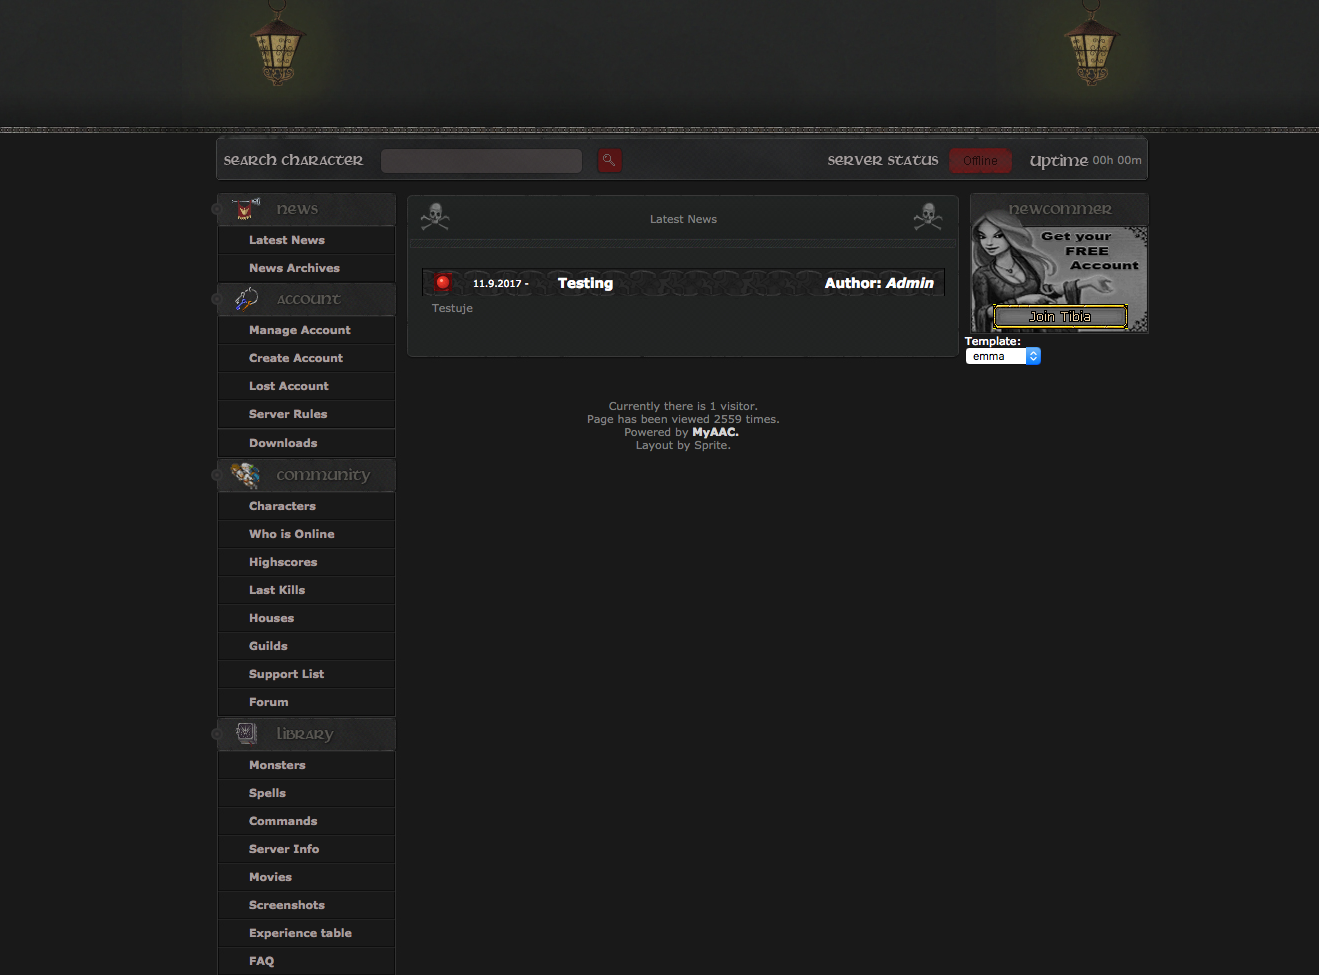 Search Character
Server Status Offline Uptime 00h 00m
News
Latest News
News Archives
Account
Manage Account
Create Account
Lost Account
Server Rules
Downloads
Community
Characters
Who is Online
Highscores
Last Kills
Houses
Guilds
Support List
Forum
Library
Monsters
Spells
Commands
Server Info
Movies
Screenshots
Experience table
FAQ
Latest News
11.9.2017 - Testing Author: Admin
Testuje
Currently there is 1 visitor.
Page has been viewed 2559 times.
Powered by MyAAC.
Layout by Sprite.
Newcommer
Get your
FREE
Account
Join Tibia
Template:
emma